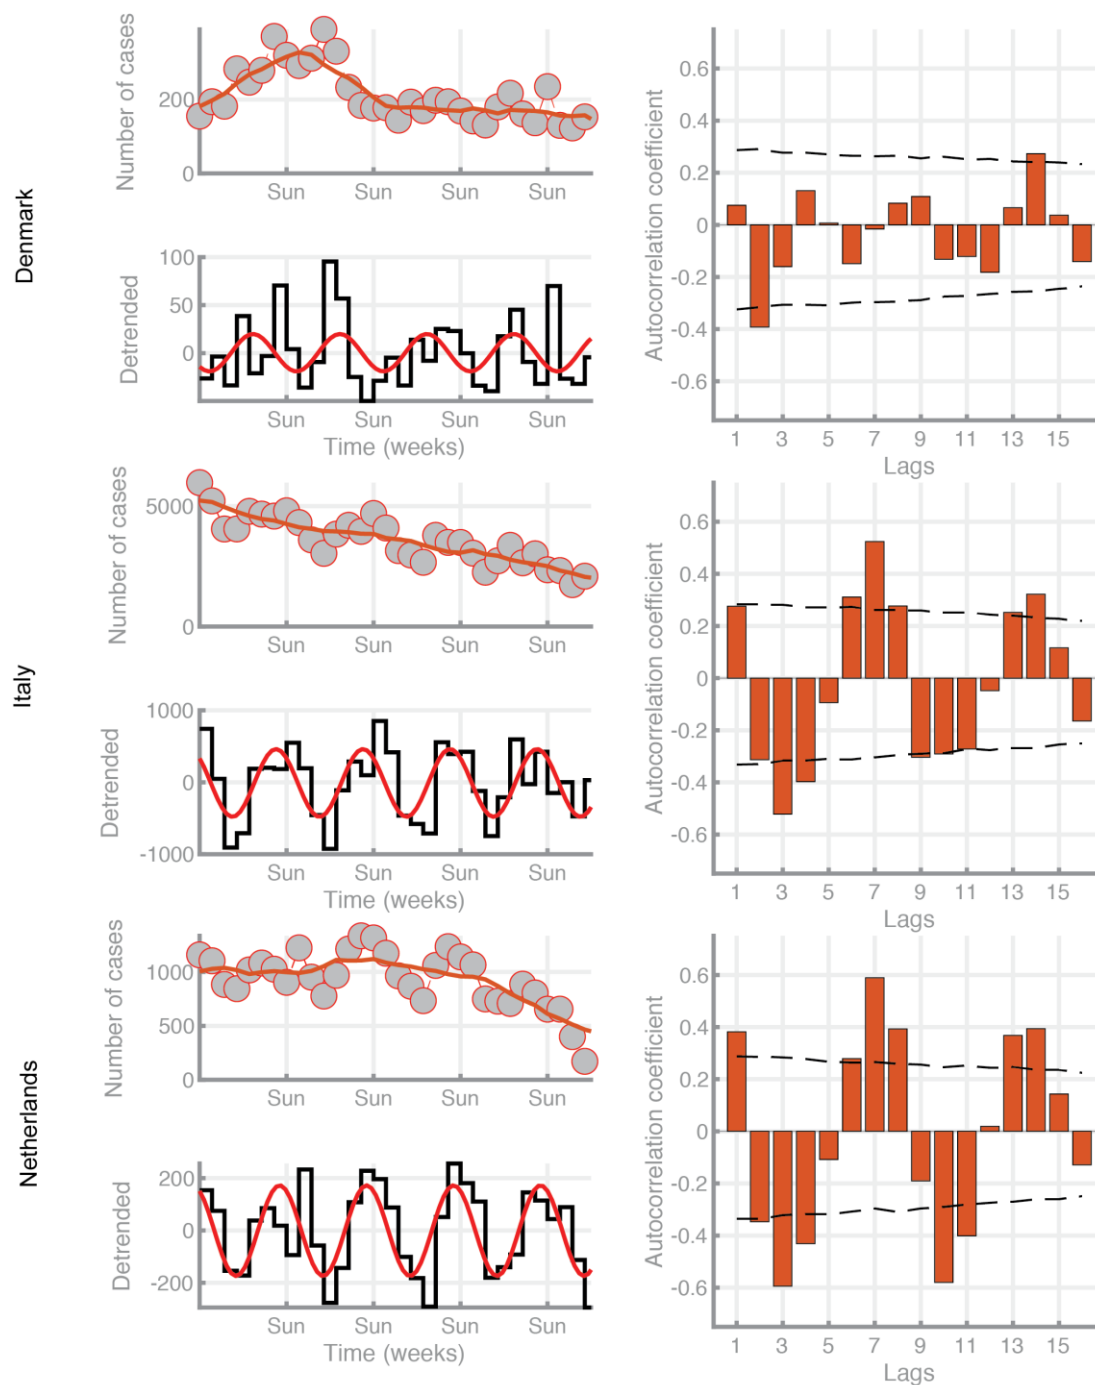 Denmark
Number of cases
200
0
Sun Sun Sun Sun
Detrended
100
50
0
Sun Sun Sun Sun
Time (weeks)
Autocorrelation coefficient
0.6
0.4
0.2
0
-0.2
-0.4
-0.6
1 3 5 7 9 11 13 15
Lags
Italy
Number of cases
5000
0
Sun Sun Sun Sun
Detrended
1000
0
-1000
Sun Sun Sun Sun
Time (weeks)
Autocorrelation coefficient
0.6
0.4
0.2
0
-0.2
-0.4
-0.6
1 3 5 7 9 11 13 15
Lags
Netherlands
Number of cases
1000
500
0
Sun Sun Sun Sun
Detrended
200
0
-200
Sun Sun Sun Sun
Time (weeks)
Autocorrelation coefficient
0.6
0.4
0.2
0
-0.2
-0.4
-0.6
1 3 5 7 9 11 13 15
Lags